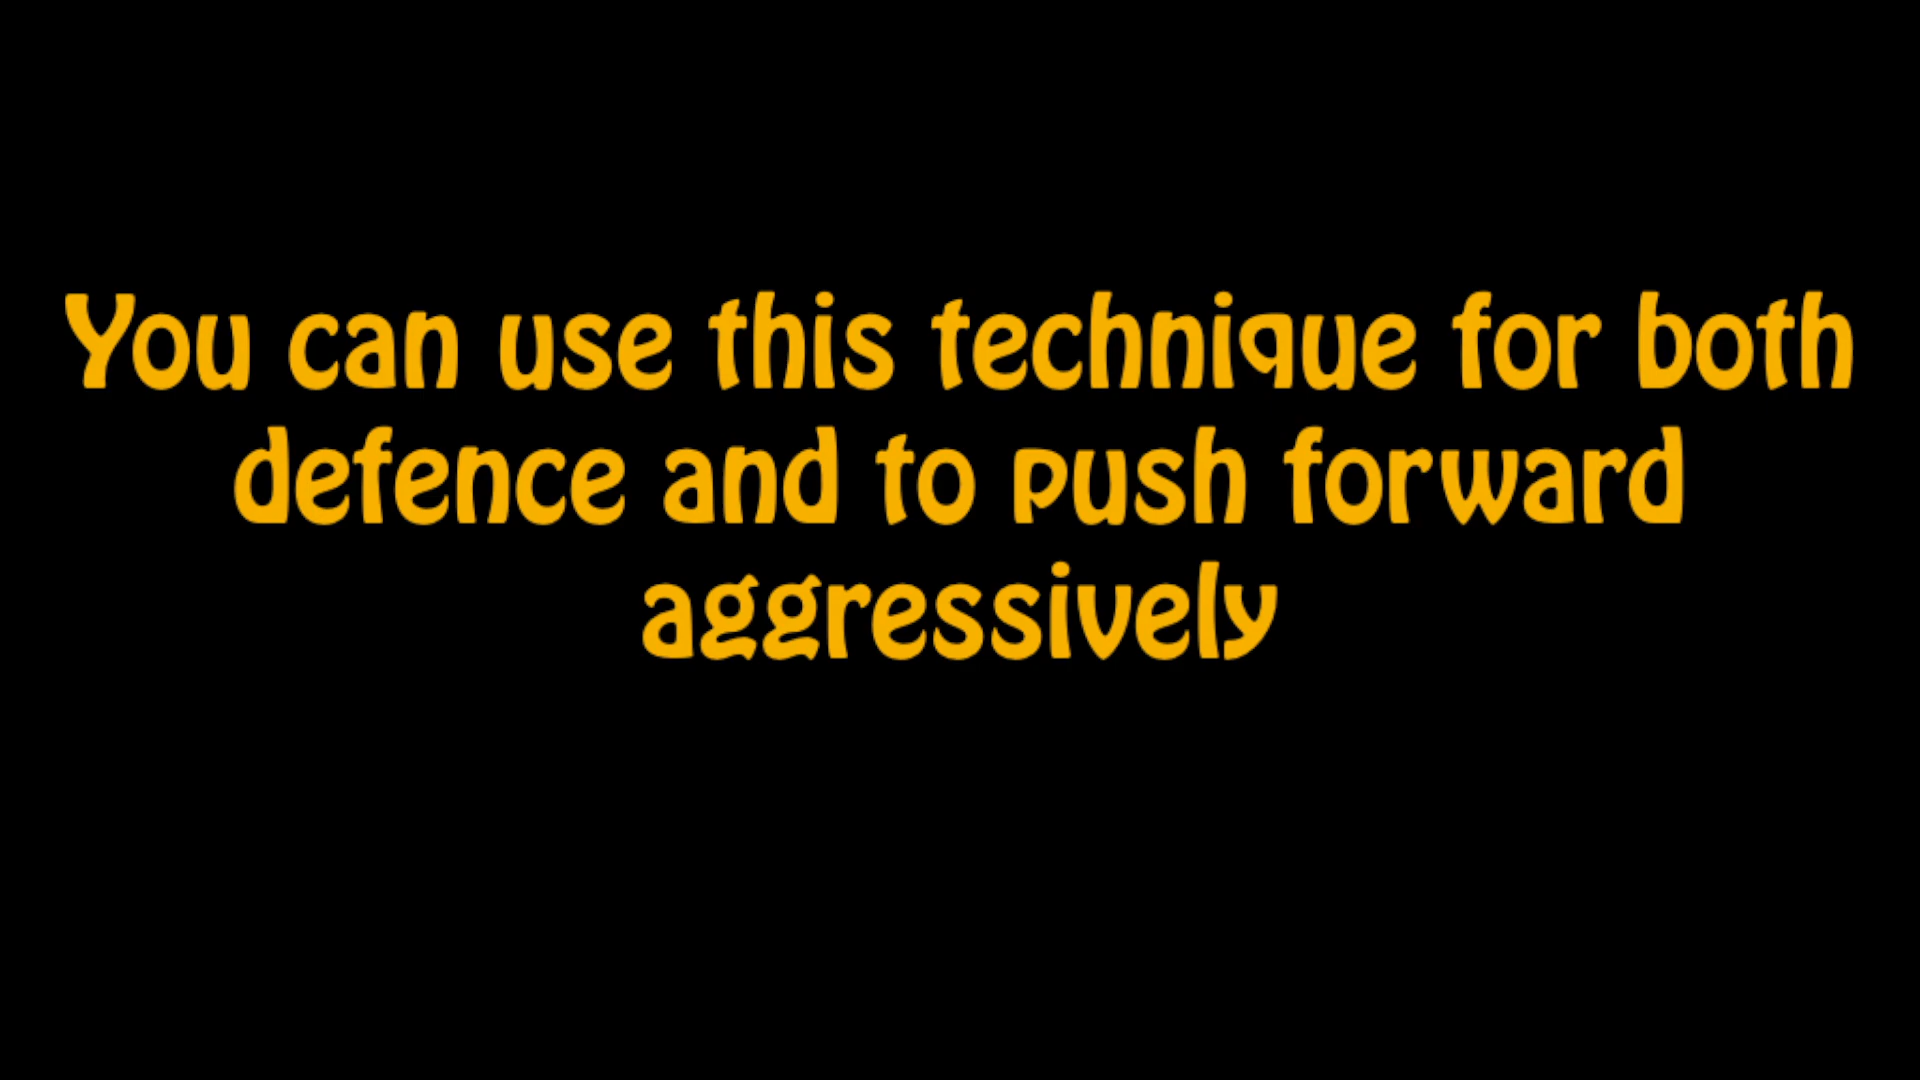 You can use this technique for both
defence and to push forward
aggressively